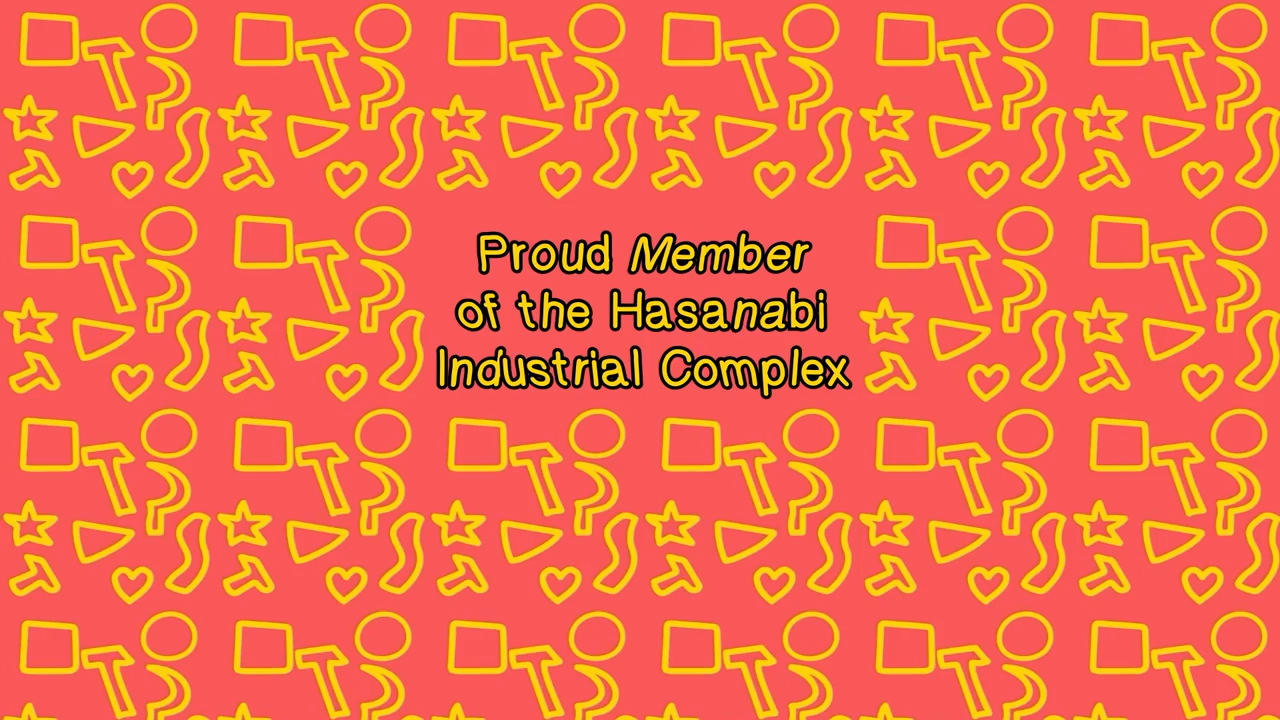 Proud Member
of the Hasanabi
Industrial Complex